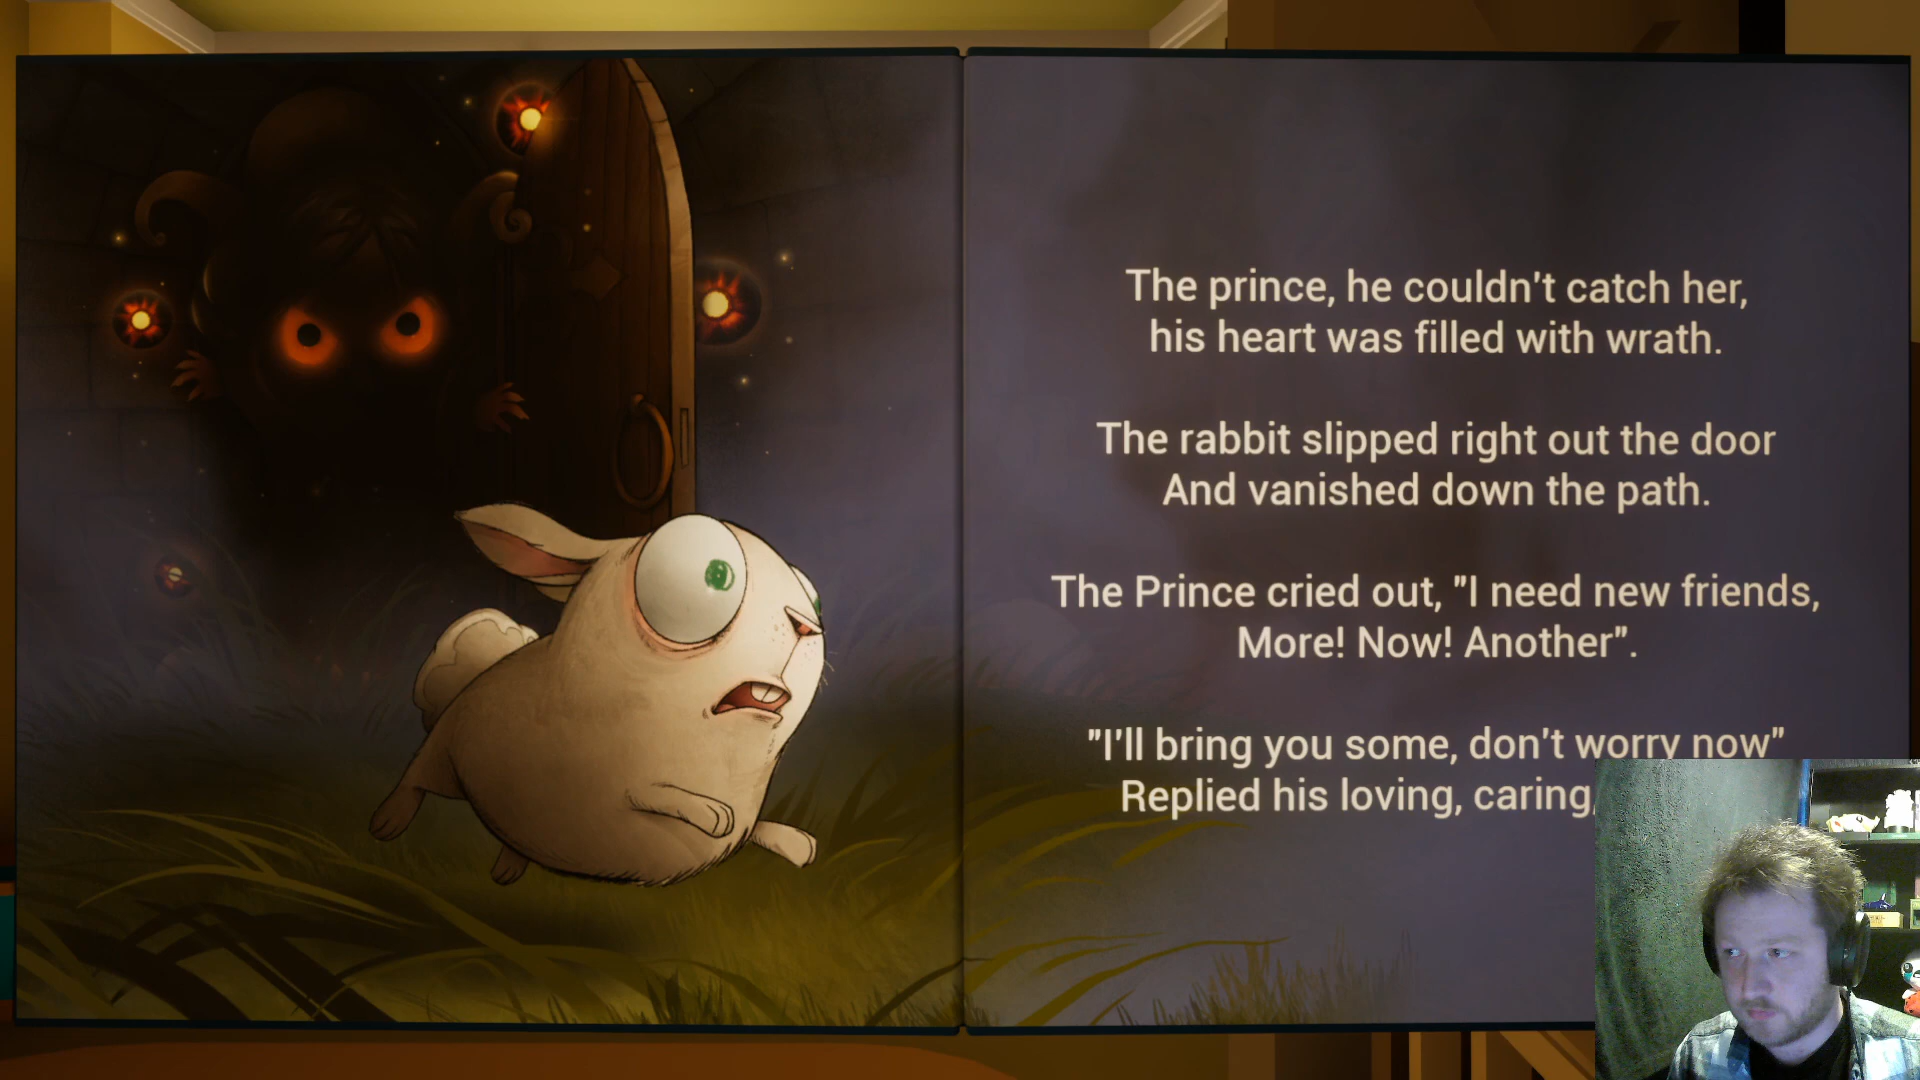 The prince, he couldn't catch her,
his heart was filled with wrath.
The rabbit slipped right out the door
And vanished down the path.
The Prince cried out, "I need new friends,
More! Now! Another".
"I'll bring you some, don't worry now"
Replied his loving, caring,